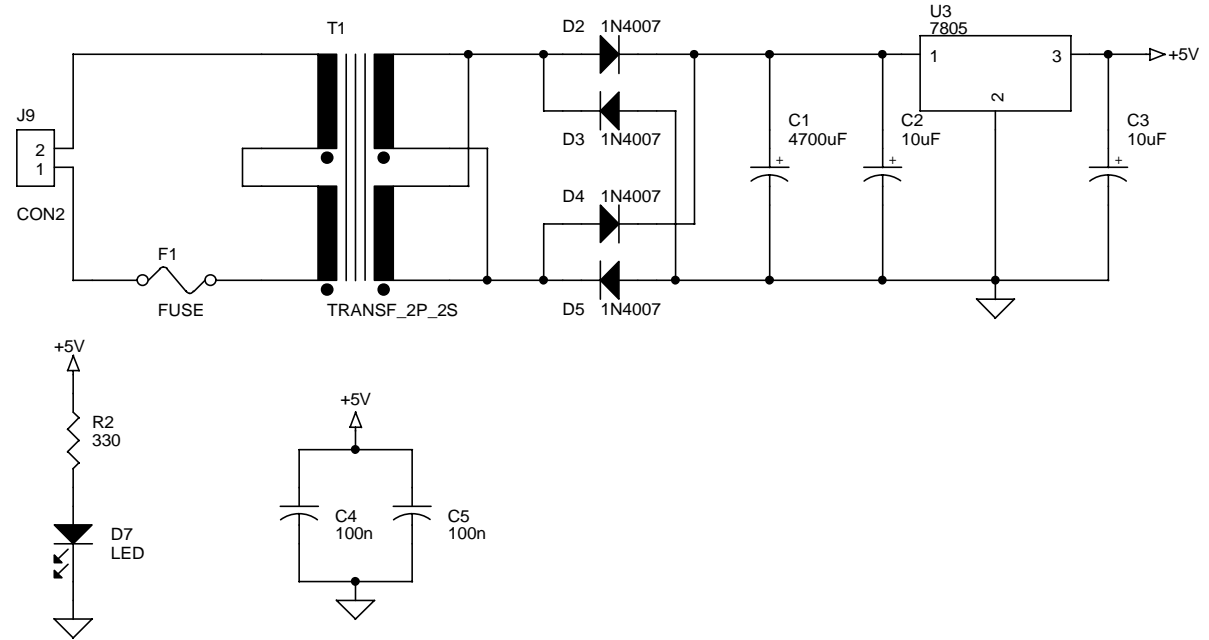 T1
D2
1N4007
U3
7805
1
3
+5V
2
J9
2
1
CON2
D3
1N4007
C1
4700uF
C2
10uF
C3
10uF
+
+
+
D4
1N4007
F1
FUSE
TRANSF_2P_2S
D5
1N4007
+5V
R2
330
D7
LED
+5V
C4
100n
C5
100n